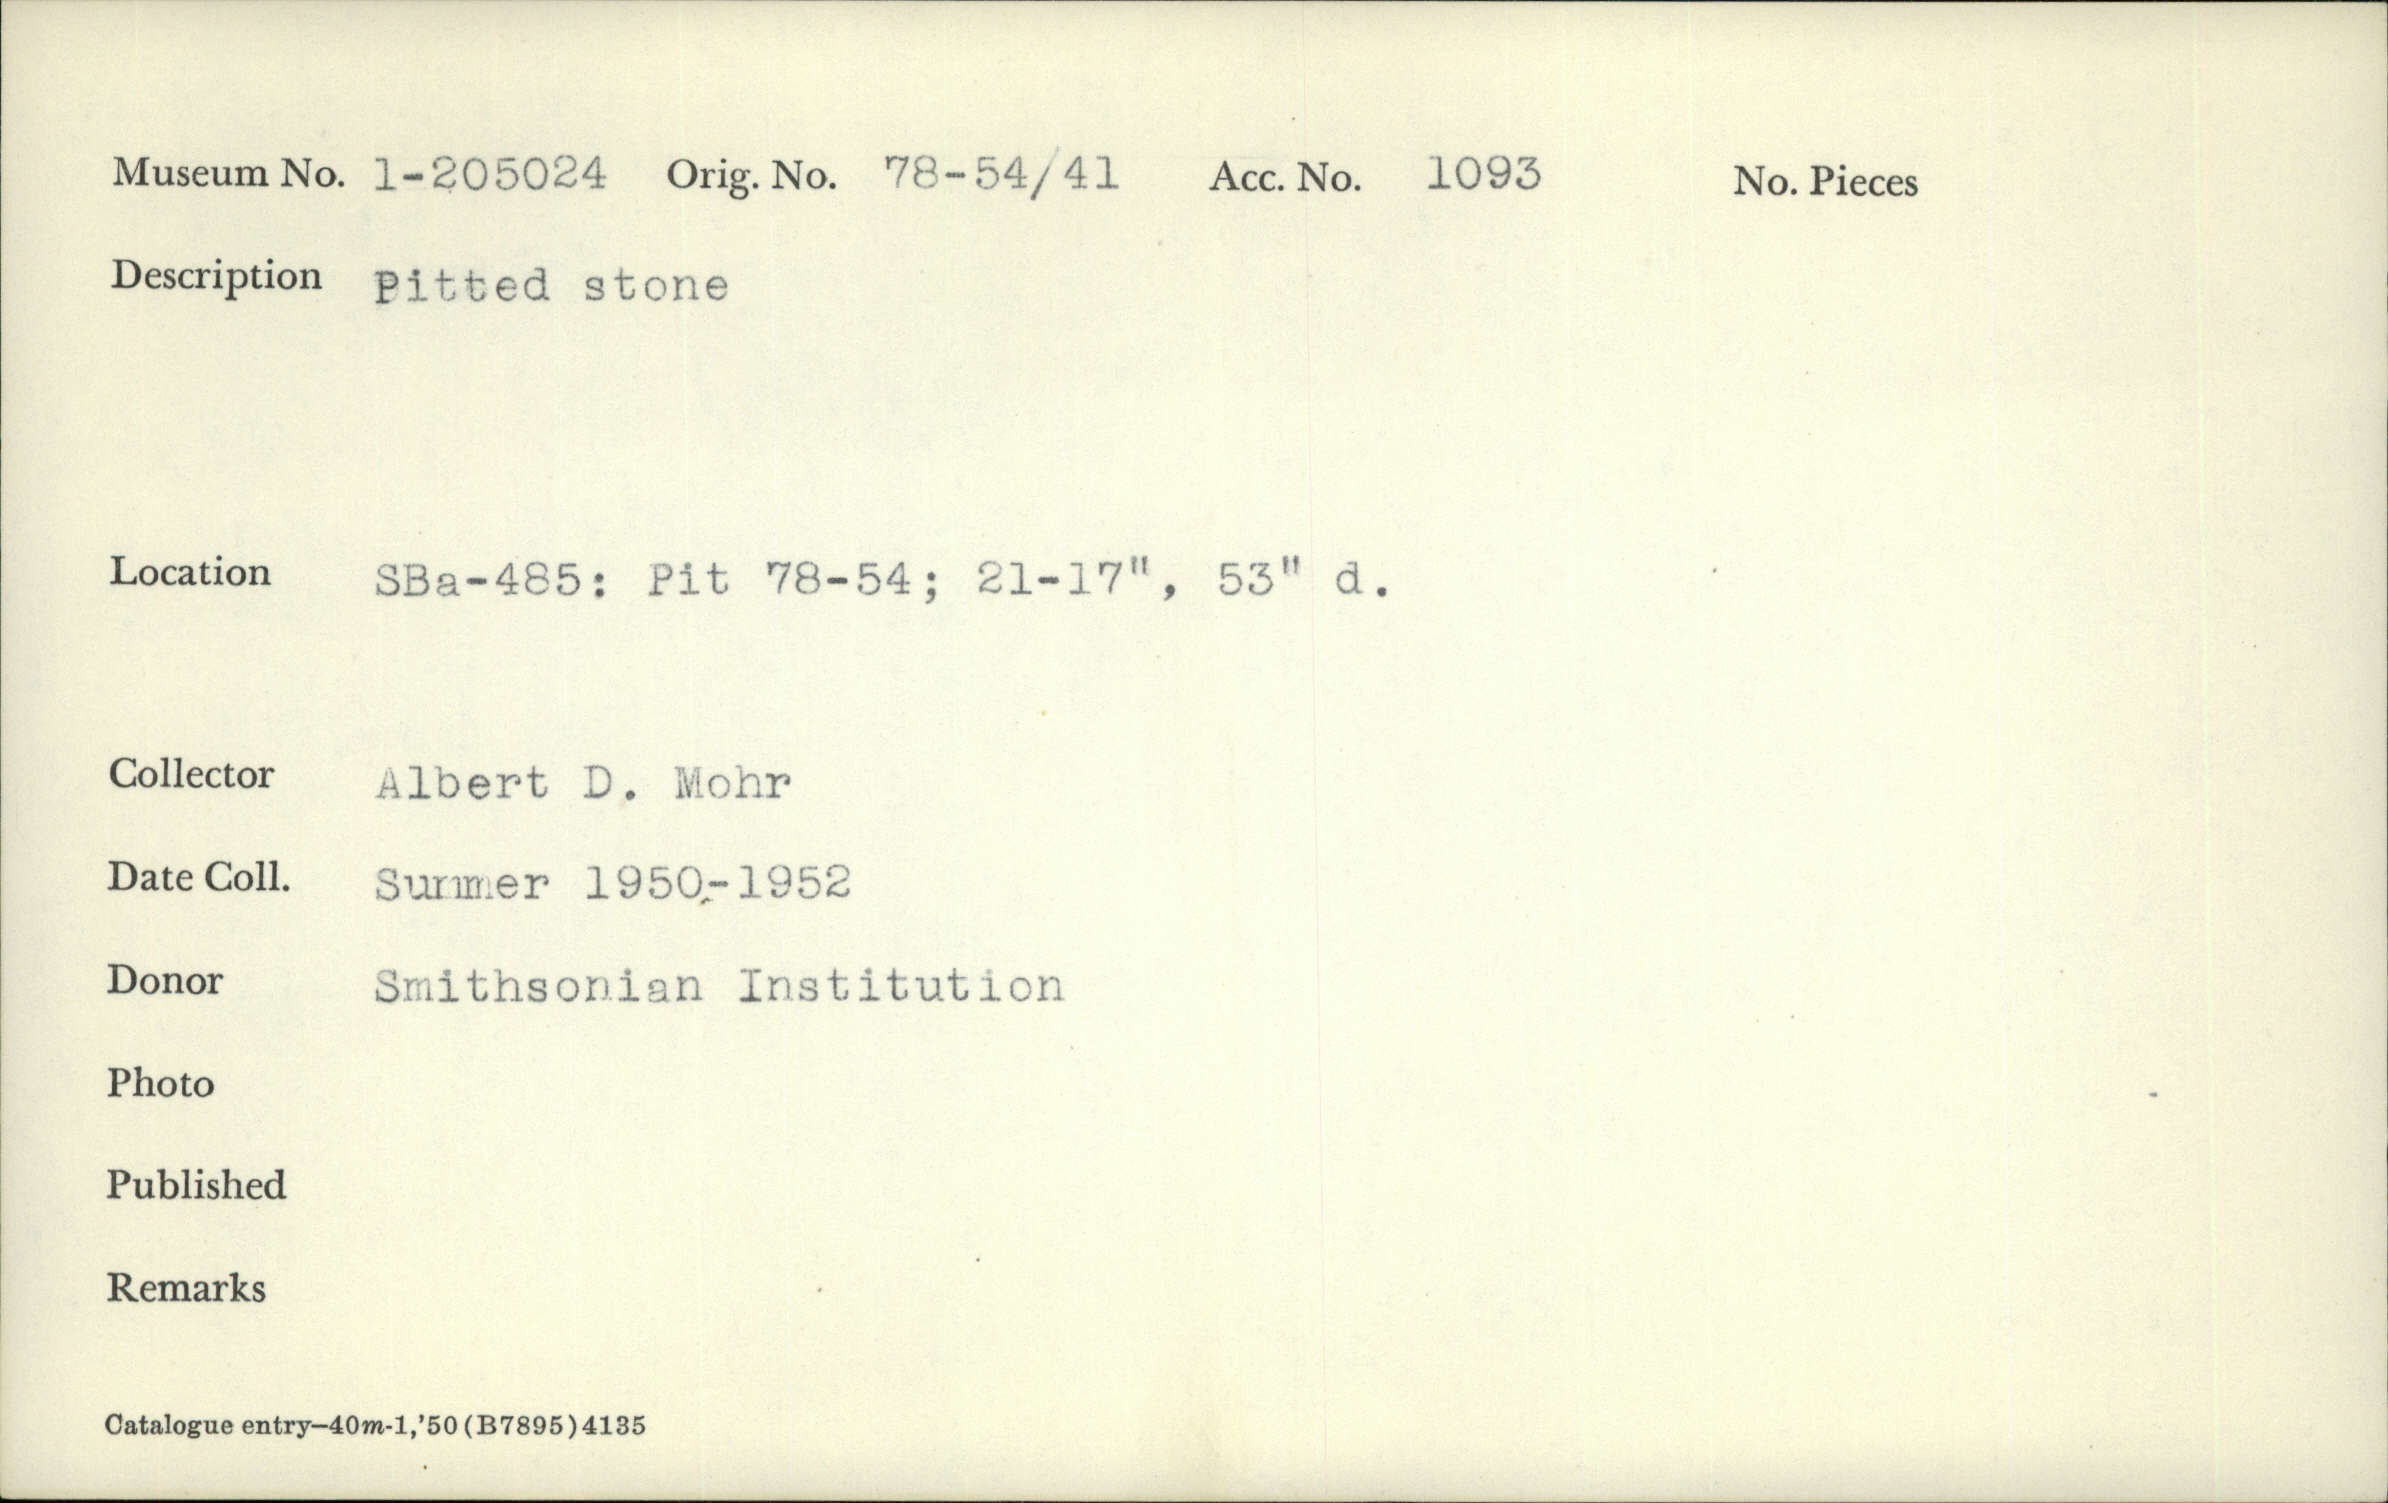 Museum No. 1-205024 Orig. No. 78-54/41 Acc. No. 1093 No. Pieces
Description Pitted stone
Location SBa-485: Pit 78-54; 21-17", 53" d.
Collector Albert D. Mohr
Date Coll. Summer 1950-1952
Donor Smithsonian Institution
Photo
Published
Remarks
Catalogue entry—40m-1,'50(B7895)4135